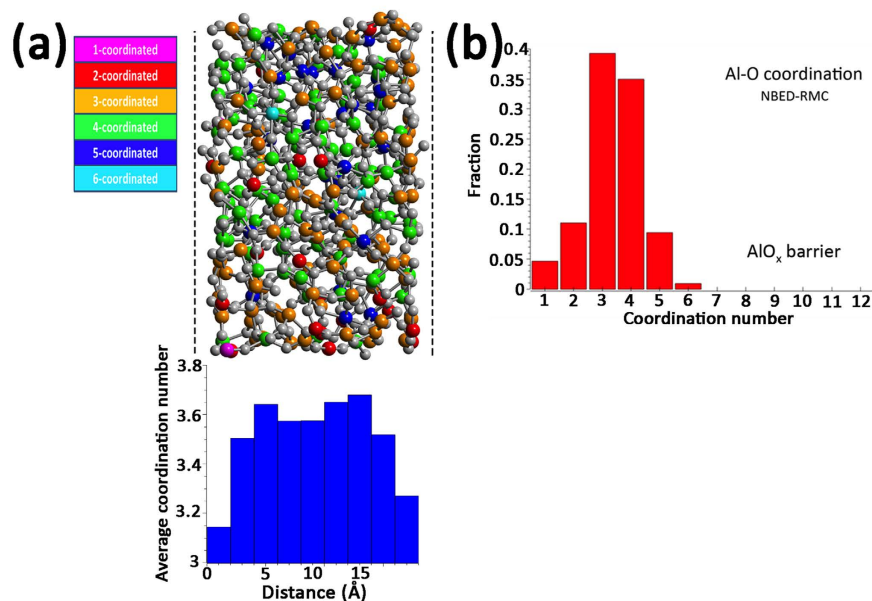 (a)
1-coordinated
2-coordinated
3-coordinated
4-coordinated
5-coordinated
6-coordinated
Average coordination number
3.8
3.6
3.4
3.2
3
0 5 10 15
Distance (Å)
(b)
Fraction
0.4
0.35
0.3
0.25
0.2
0.15
0.1
0.05
0
Al-O coordination
NBED-RMC
AlOₓ barrier
1 2 3 4 5 6 7 8 9 10 11 12
Coordination number